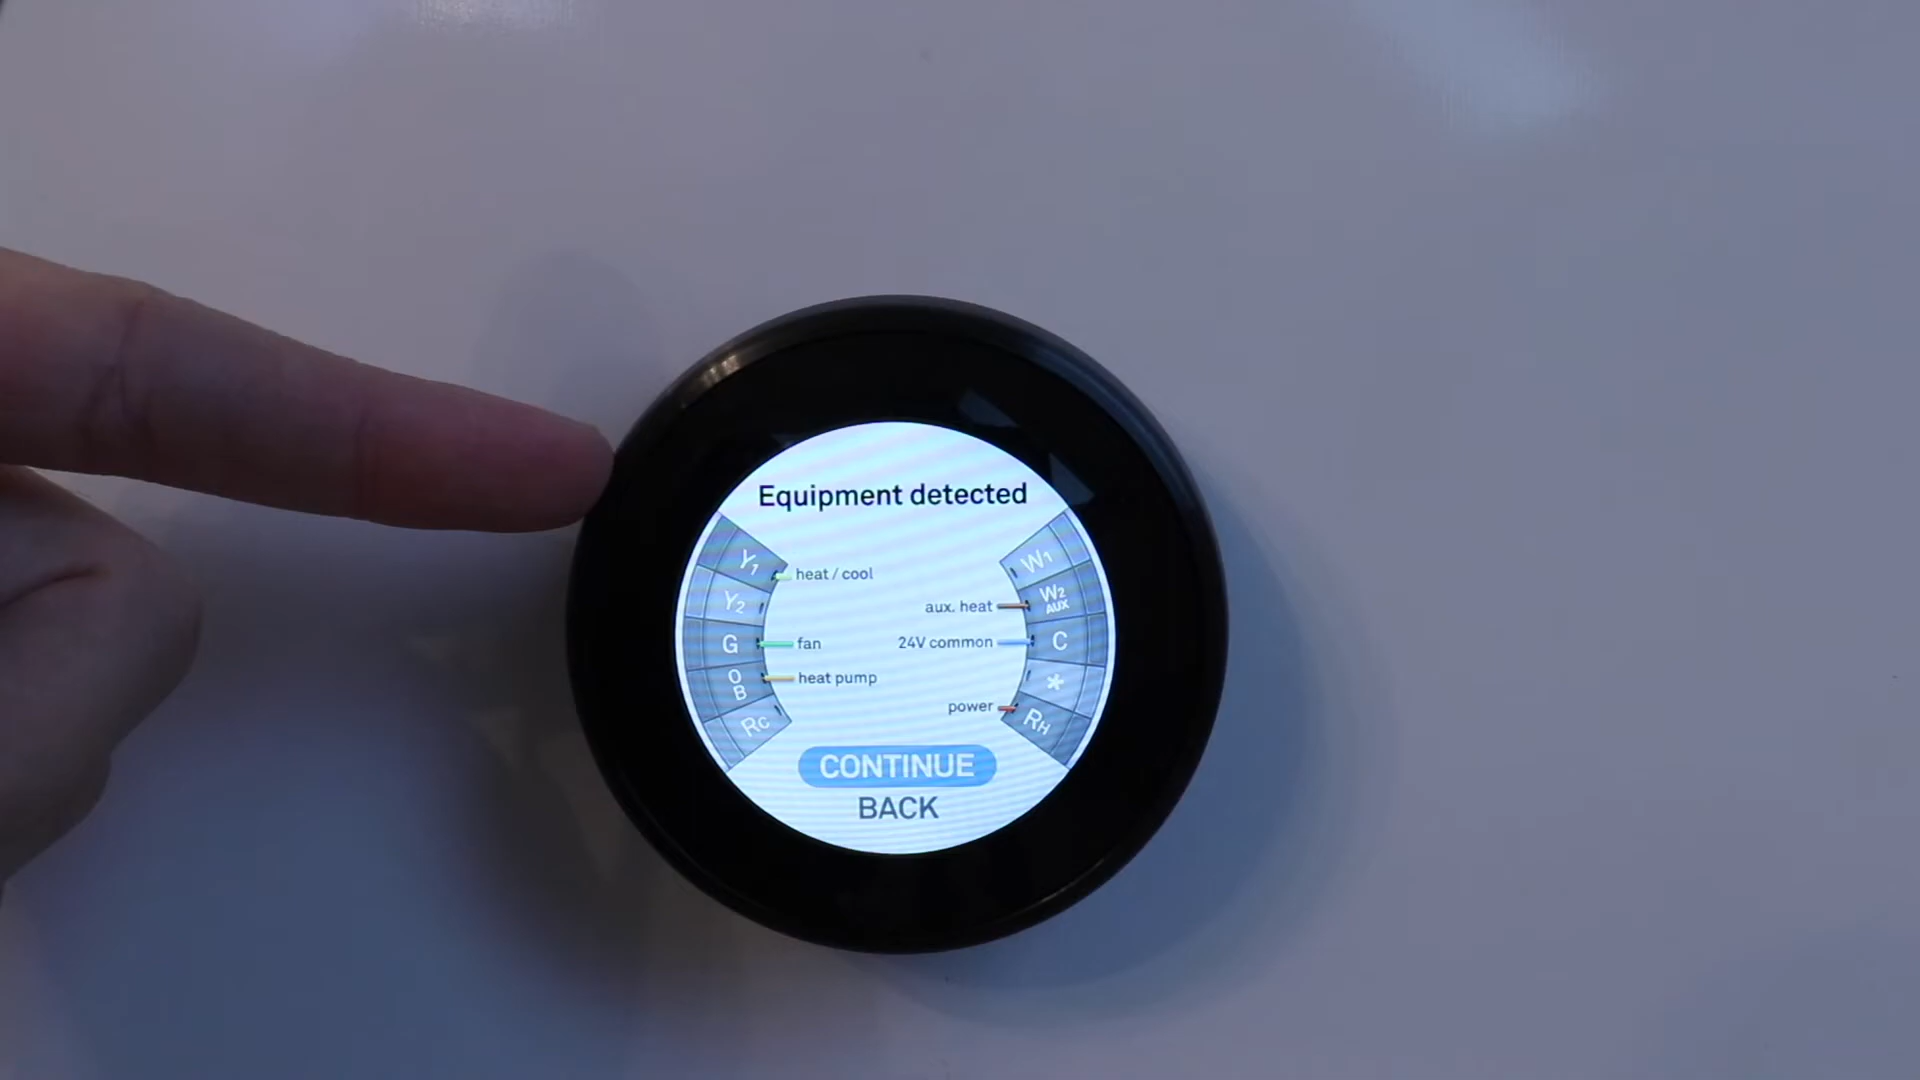 Equipment detected
Y1
heat / cool
W1
Y2
aux. heat
W2
AUX
G
fan
24V common
C
O
B
heat pump
*
RC
power
RH
CONTINUE
BACK